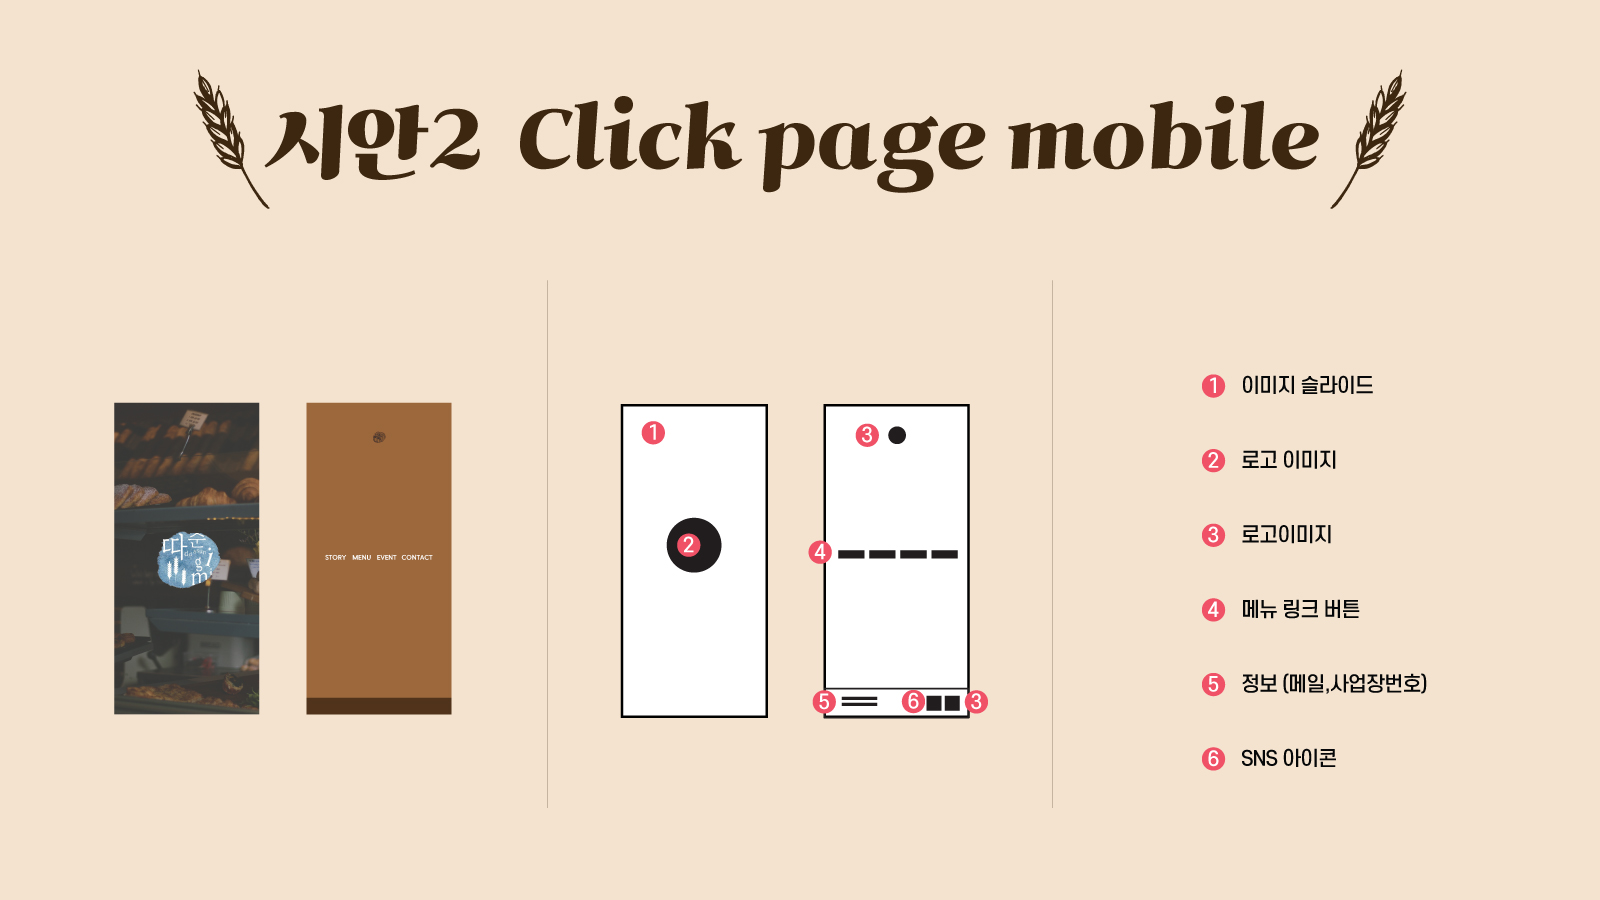 시안2 Click page mobile
따순
gi
mi
STORY MENU EVENT CONTACT
1
2
3
4
5
6
3
1 이미지 슬라이드
2 로고 이미지
3 로고이미지
4 메뉴 링크 버튼
5 정보 (메일,사업장번호)
6 SNS 아이콘